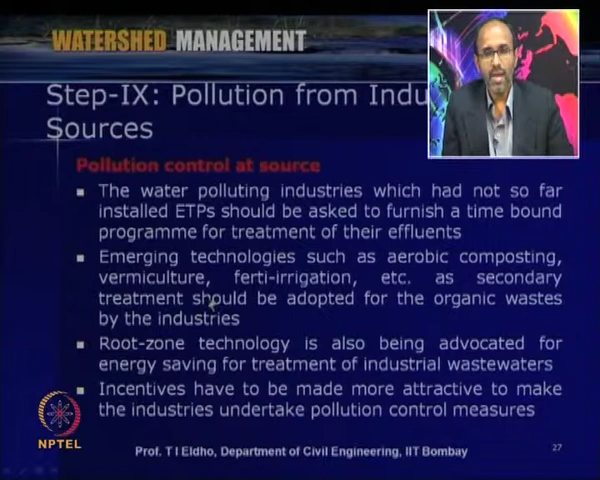 WATERSHED MANAGEMENT
Step-IX: Pollution from Indu
Sources
Pollution control at source
The water polluting industries which had not so far
installed ETPs should be asked to furnish a time bound
programme for treatment of their effluents
Emerging technologies such as aerobic composting,
vermiculture, ferti-irrigation, etc. as secondary
treatment should be adopted for the organic wastes
by the industries
Root-zone technology is also being advocated for
energy saving for treatment of industrial wastewaters
Incentives have to be made more attractive to make
the industries undertake pollution control measures
NPTEL
Prof. T I Eldho, Department of Civil Engineering, IIT Bombay
27